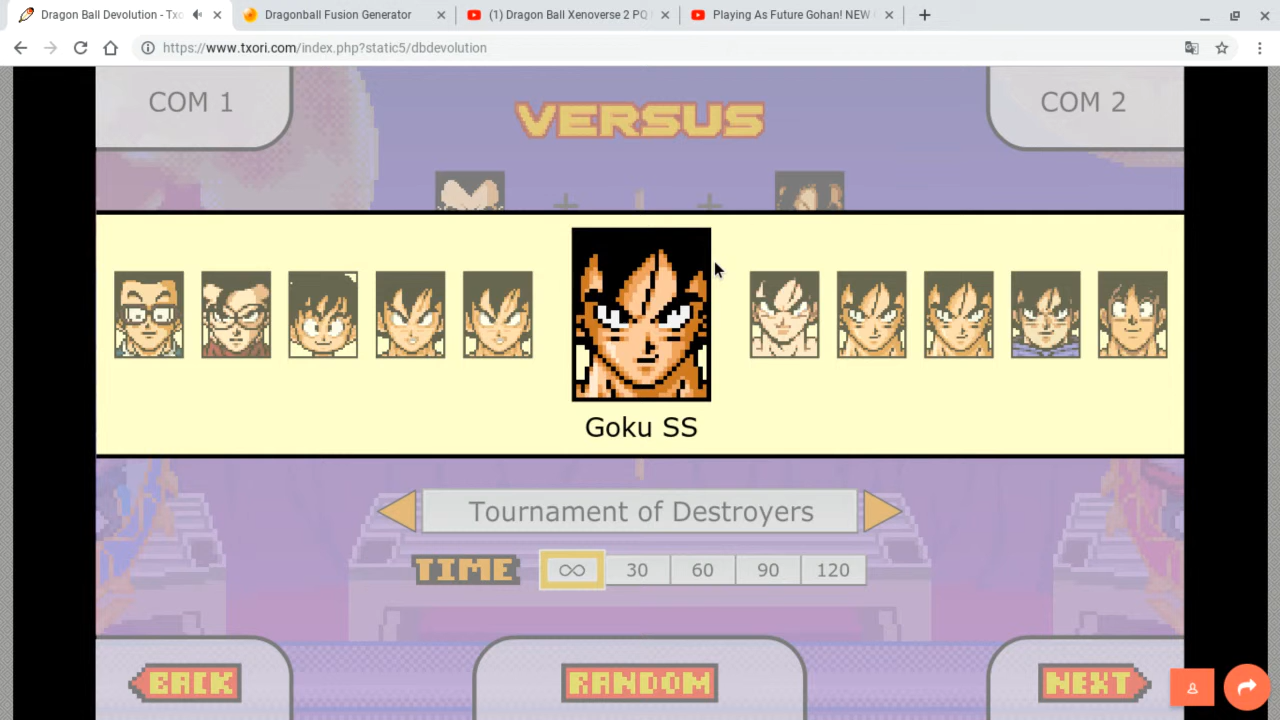 Dragon Ball Devolution - Txo
Dragonball Fusion Generator
(1) Dragon Ball Xenoverse 2 PQ
Playing As Future Gohan! NEW
https://www.txori.com/index.php?static5/dbdevolution
COM 1
VERSUS
COM 2
Goku SS
Tournament of Destroyers
TIME ∞ 30 60 90 120
BACK
RANDOM
NEXT